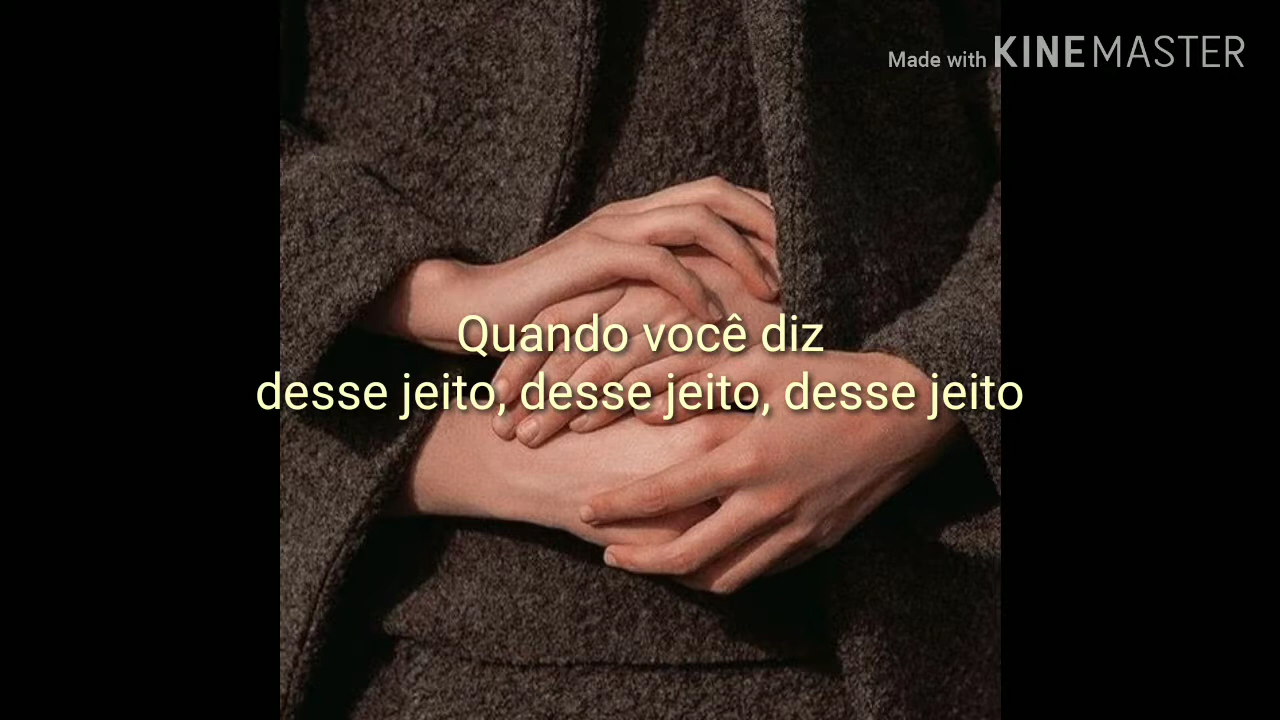 Made with KINEMASTER
Quando você diz
desse jeito, desse jeito, desse jeito